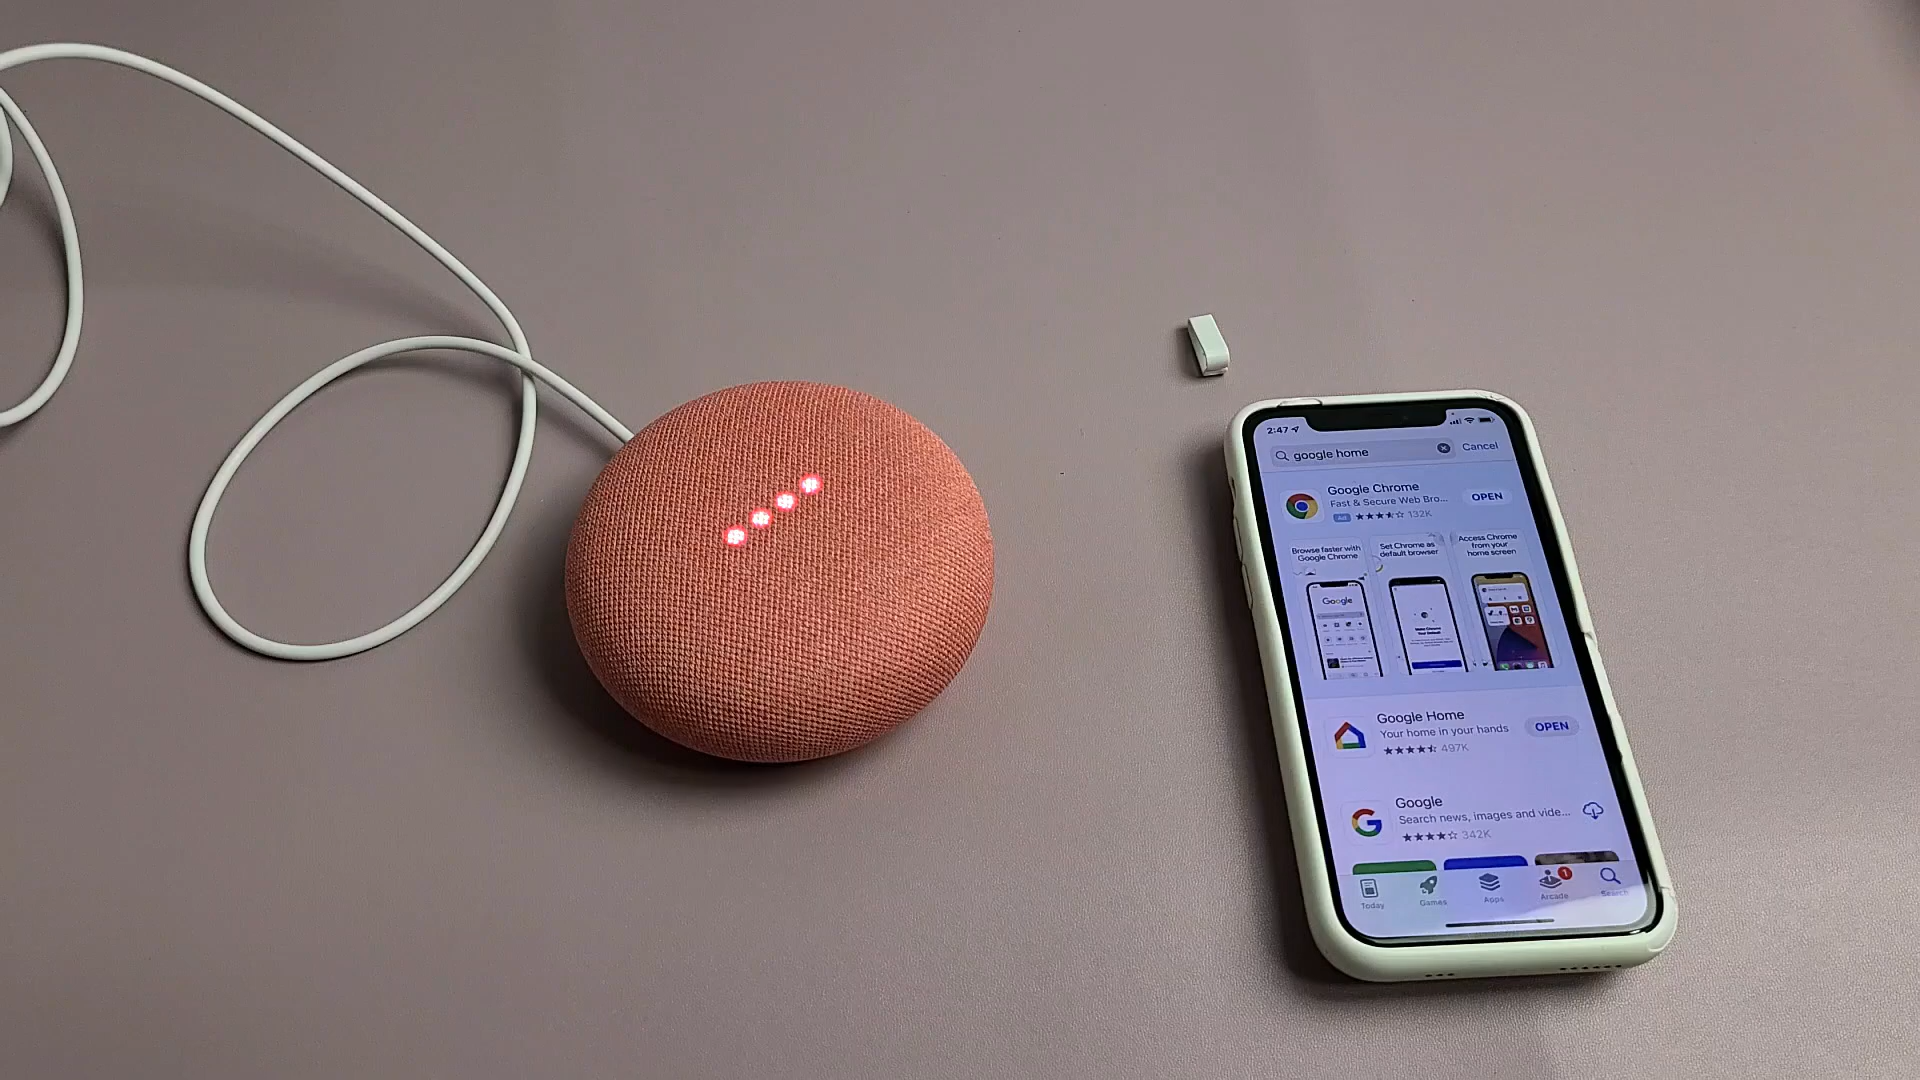 2:47
google home
Cancel
Google Chrome
Fast & Secure Web Bro...
OPEN
Ad
132K
Browse faster with
Google Chrome
Set Chrome as
default browser
Access Chrome
from your
home screen
Google
Google Home
Your home in your hands
OPEN
497K
Google
Search news, images and vide...
342K
Today
Games
Apps
Arcade
1
Search